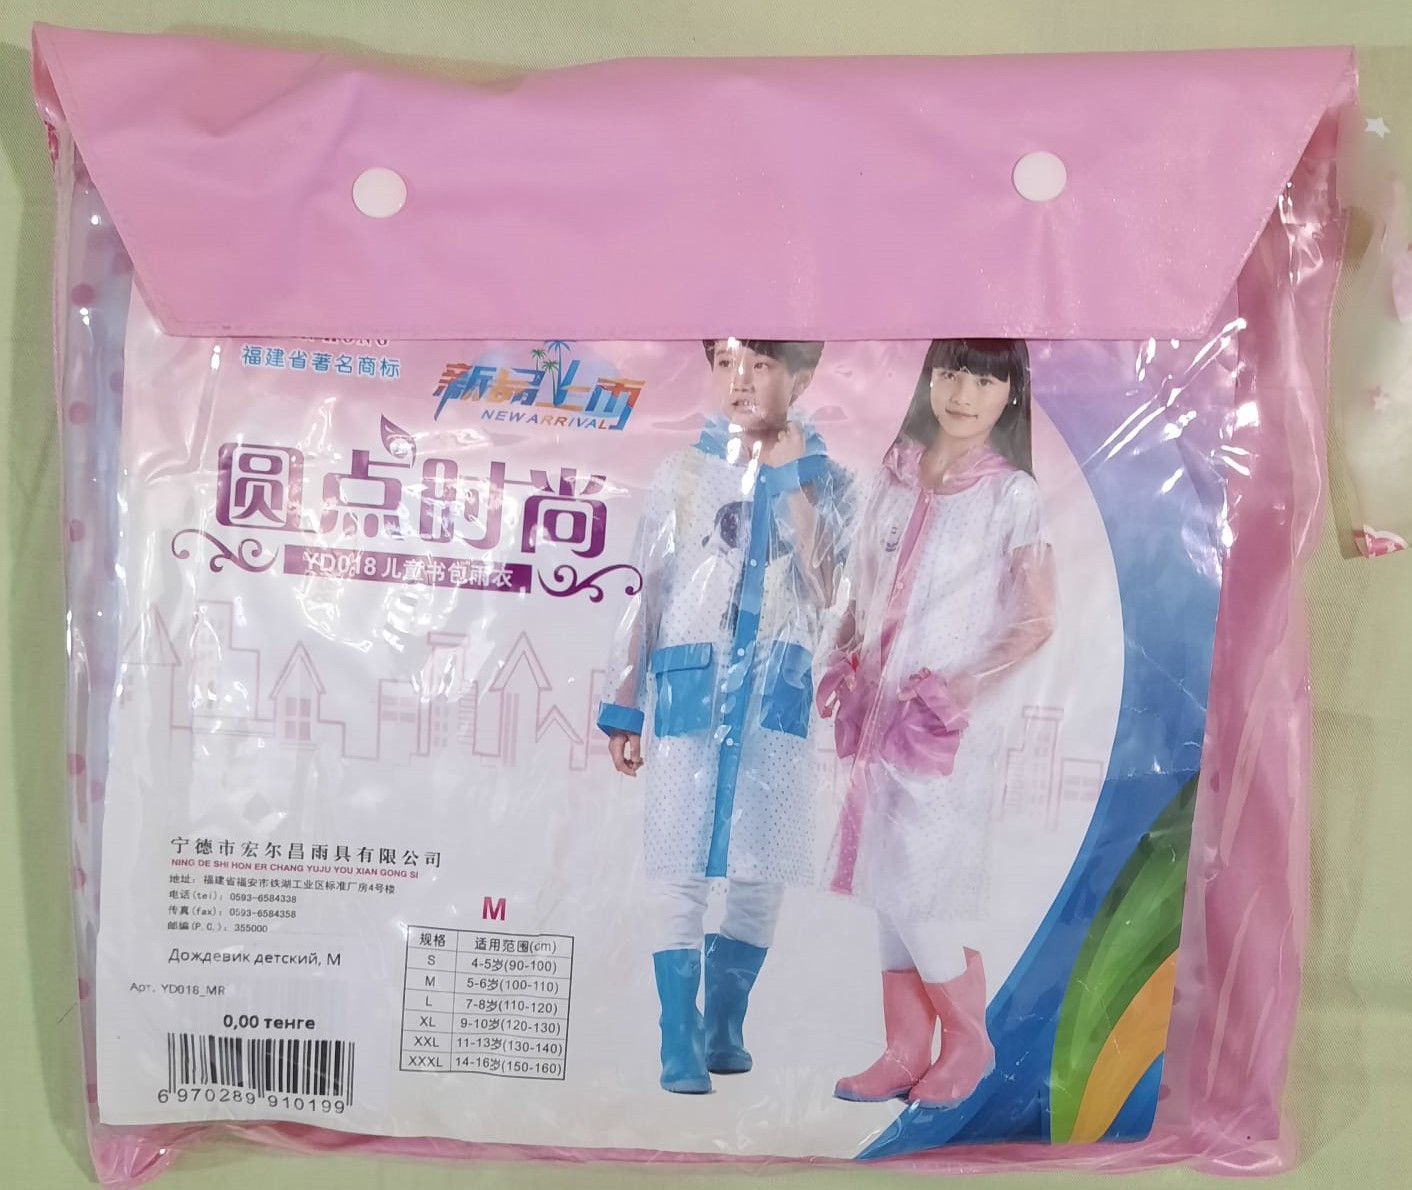 福建省著名商标
新品上市
NEW ARRIVAL
圆点时尚
YD018 儿童书包雨衣
宁德市宏尔昌雨具有限公司
NING DE SHI HON ER CHANG YUJU YOU XIAN GONG SI
地址：福建省福安市铁湖工业区标准厂房4号楼
电话(tel)：0593-6584338
传真(fax)：0593-6584358
邮编(P.C.)：355000
Дождевик детский, М
Арт. YD018_MR
0,00 тенге
6 970289 910199
M
规格 适用范围(cm)
S 4-5岁(90-100)
M 5-6岁(100-110)
L 7-8岁(110-120)
XL 9-10岁(120-130)
XXL 11-13岁(130-140)
XXXL 14-16岁(150-160)